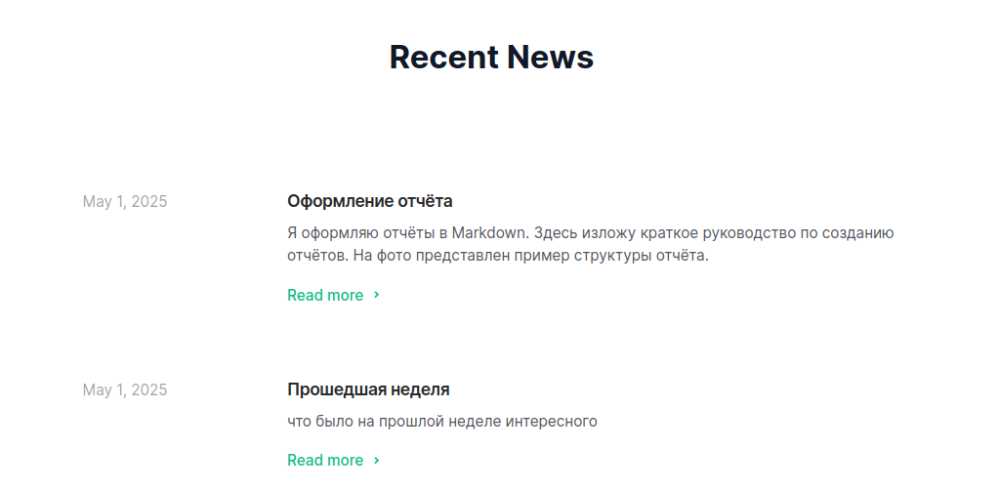 Recent News
May 1, 2025
Оформление отчёта
Я оформляю отчёты в Markdown. Здесь изложу краткое руководство по созданию
отчётов. На фото представлен пример структуры отчёта.
Read more ›
May 1, 2025
Прошедшая неделя
что было на прошлой неделе интересного
Read more ›